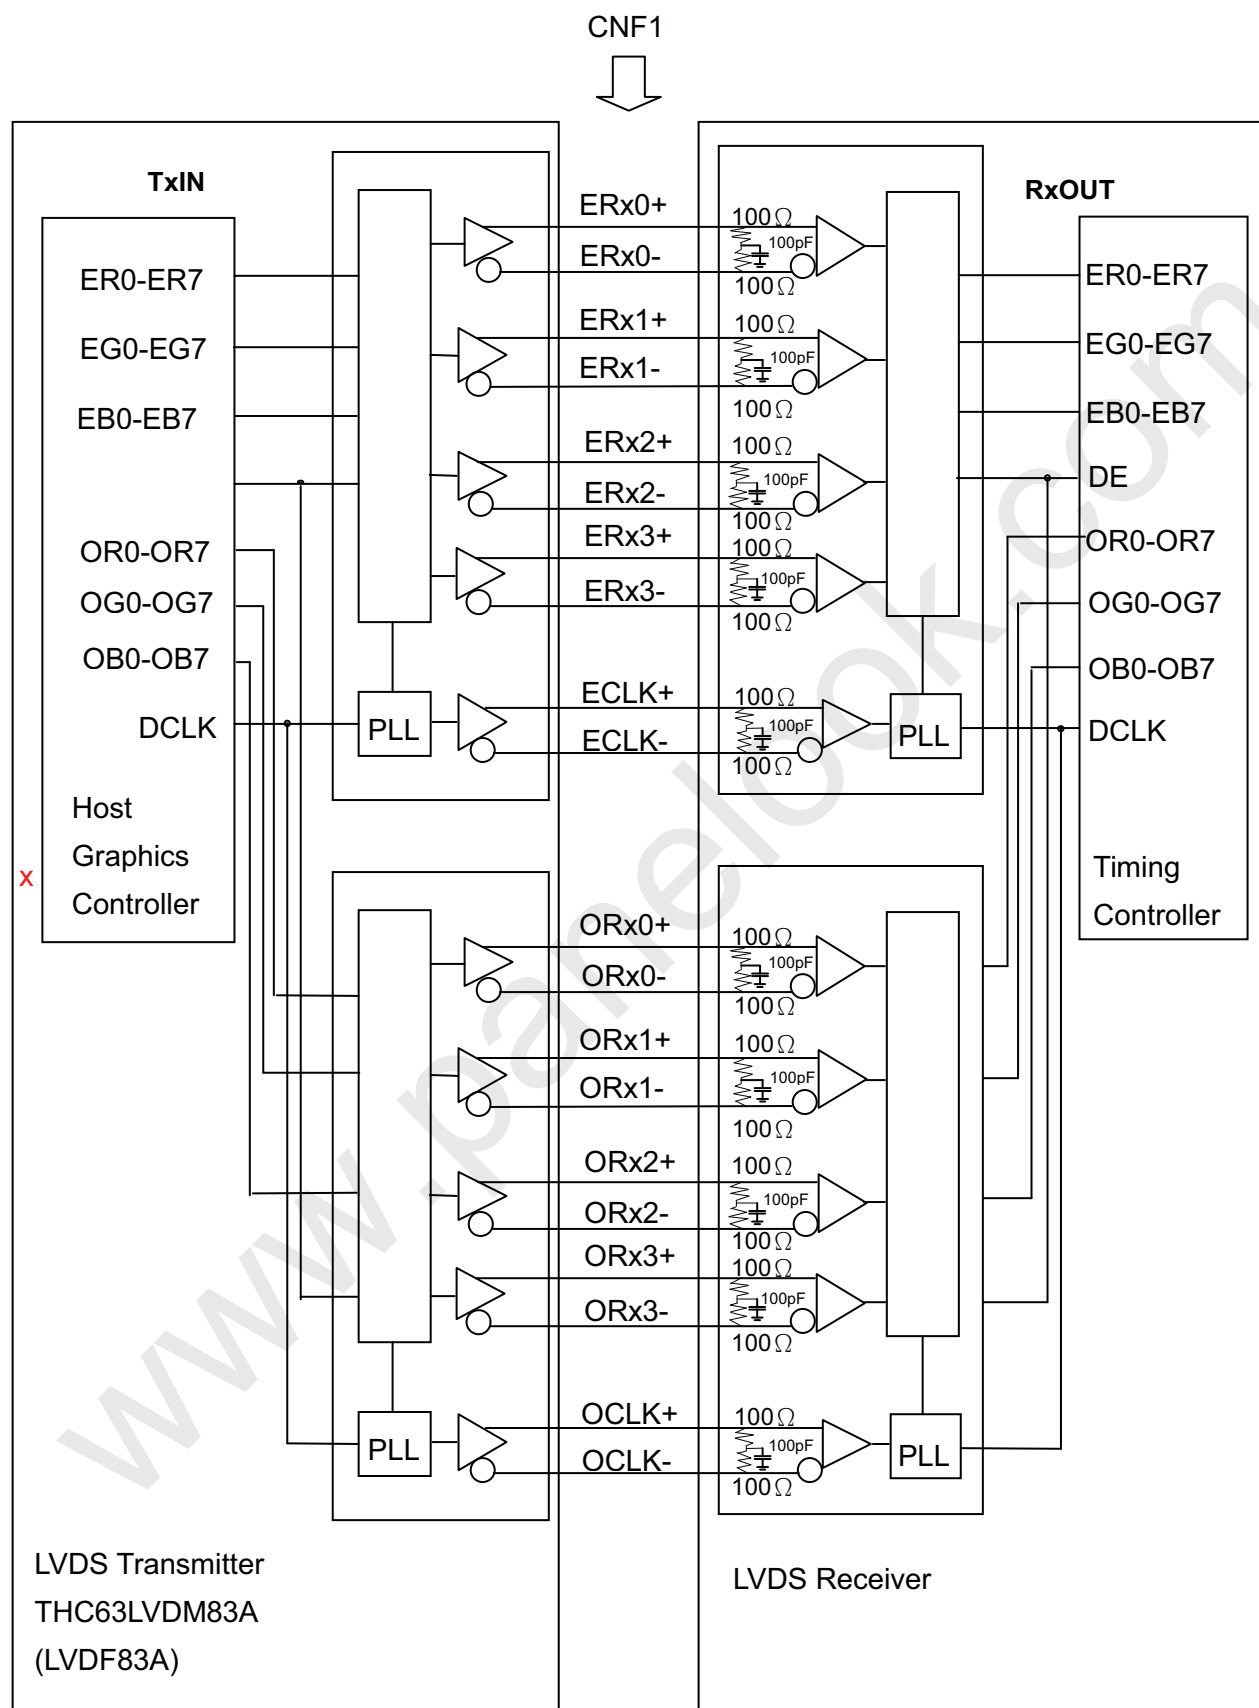 CNF1
TxIN
RxOUT
ER0-ER7
EG0-EG7
EB0-EB7
OR0-OR7
OG0-OG7
OB0-OB7
DCLK
Host
Graphics
Controller
x
PLL
ERx0+
ERx0-
ERx1+
ERx1-
ERx2+
ERx2-
ERx3+
ERx3-
ECLK+
ECLK-
100Ω
100pF
100Ω
100Ω
100pF
100Ω
100Ω
100pF
100Ω
100Ω
100pF
100Ω
100Ω
100pF
100Ω
PLL
ER0-ER7
EG0-EG7
EB0-EB7
DE
OR0-OR7
OG0-OG7
OB0-OB7
DCLK
Timing
Controller
PLL
ORx0+
ORx0-
ORx1+
ORx1-
ORx2+
ORx2-
ORx3+
ORx3-
OCLK+
OCLK-
100Ω
100pF
100Ω
100Ω
100pF
100Ω
100Ω
100pF
100Ω
100Ω
100pF
100Ω
100Ω
100pF
100Ω
PLL
LVDS Transmitter
THC63LVDM83A
(LVDF83A)
LVDS Receiver
www.panelook.com